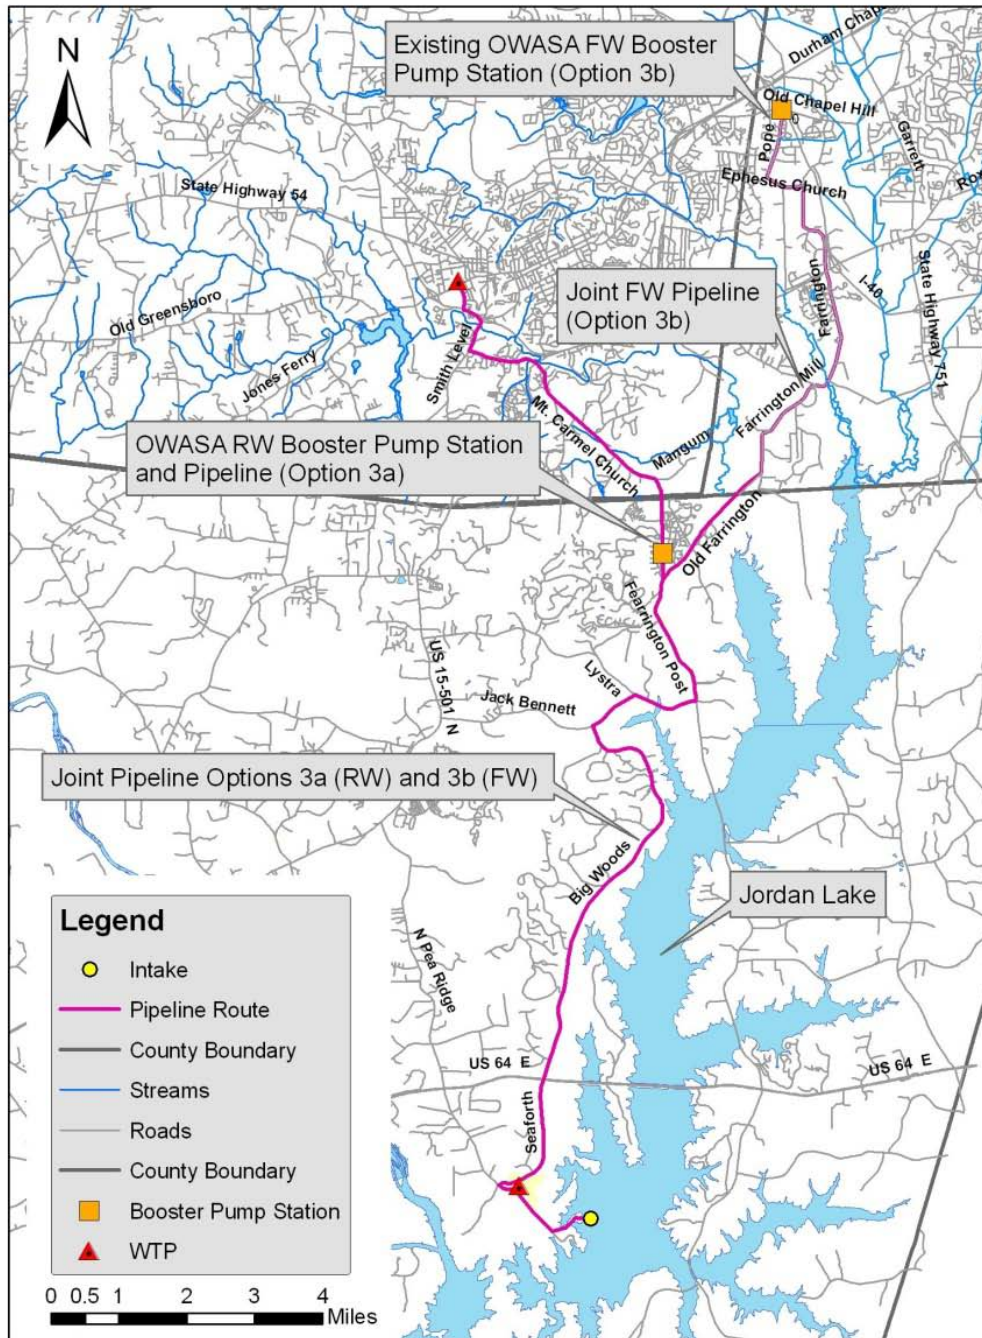 N
Existing OWASA FW Booster
Pump Station (Option 3b)
Durham Chap
Old Chapel Hill
Pope
Garrett
Ephesus Church
Rox
State Highway 54
Farrington
I-40
State Highway 751
Joint FW Pipeline
(Option 3b)
Old Greensboro
Jones Ferry
Smith Level
Farrington Mill
Mt. Carmel Church
Mangum
OWASA RW Booster Pump Station
and Pipeline (Option 3a)
Old Farrington
Fearrington Post
Lystra
US 15-501 N
Jack Bennett
Joint Pipeline Options 3a (RW) and 3b (FW)
Big Woods
Jordan Lake
N Pea Ridge
US 64 E
US 64 E
Seaforth
Legend
Intake
Pipeline Route
County Boundary
Streams
Roads
County Boundary
Booster Pump Station
WTP
0 0.5 1 2 3 4
Miles